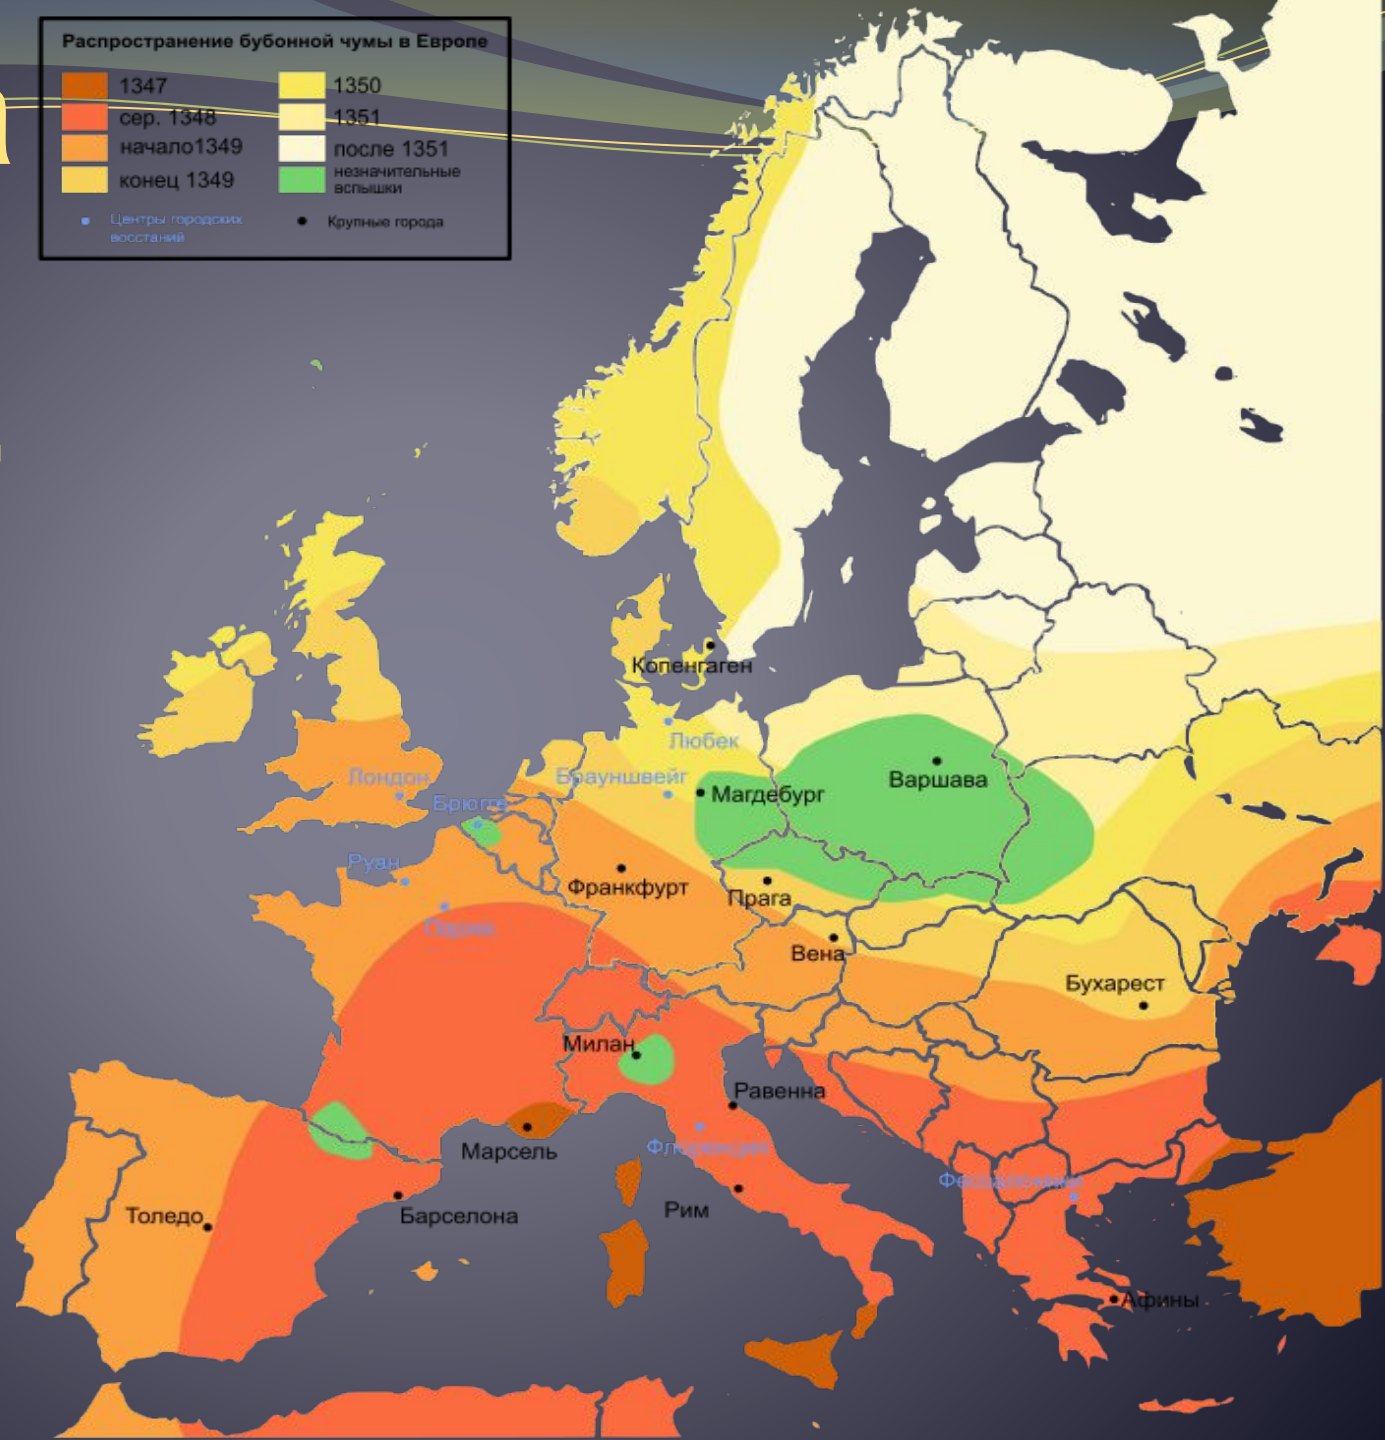 Распространение бубонной чумы в Европе
1347
1350
сер. 1348
1351
начало1349
после 1351
конец 1349
незначительные
вспышки
Центры городских
восстаний
Крупные города
Копенгаген
Любек
Варшава
Лондон
Брауншвейг
Магдебург
Брюгге
Руан
Франкфурт
Прага
Париж
Вена
Бухарест
Милан
Равенна
Марсель
Флоренция
Фессалоники
Толедо
Барселона
Рим
Афины